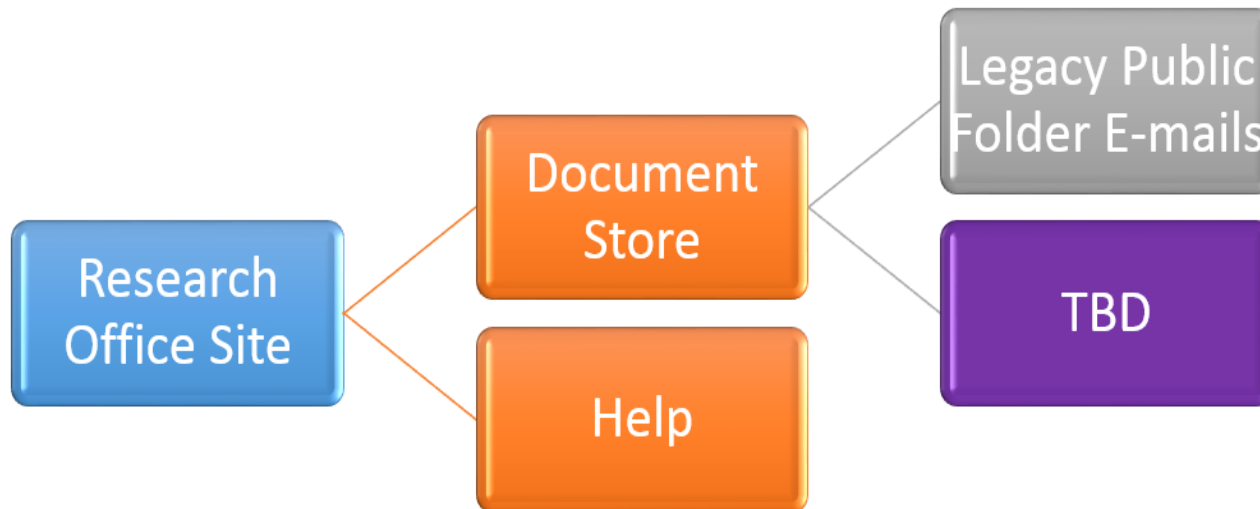 Research
Office Site
Document
Store
Help
Legacy Public
Folder E-mails
TBD